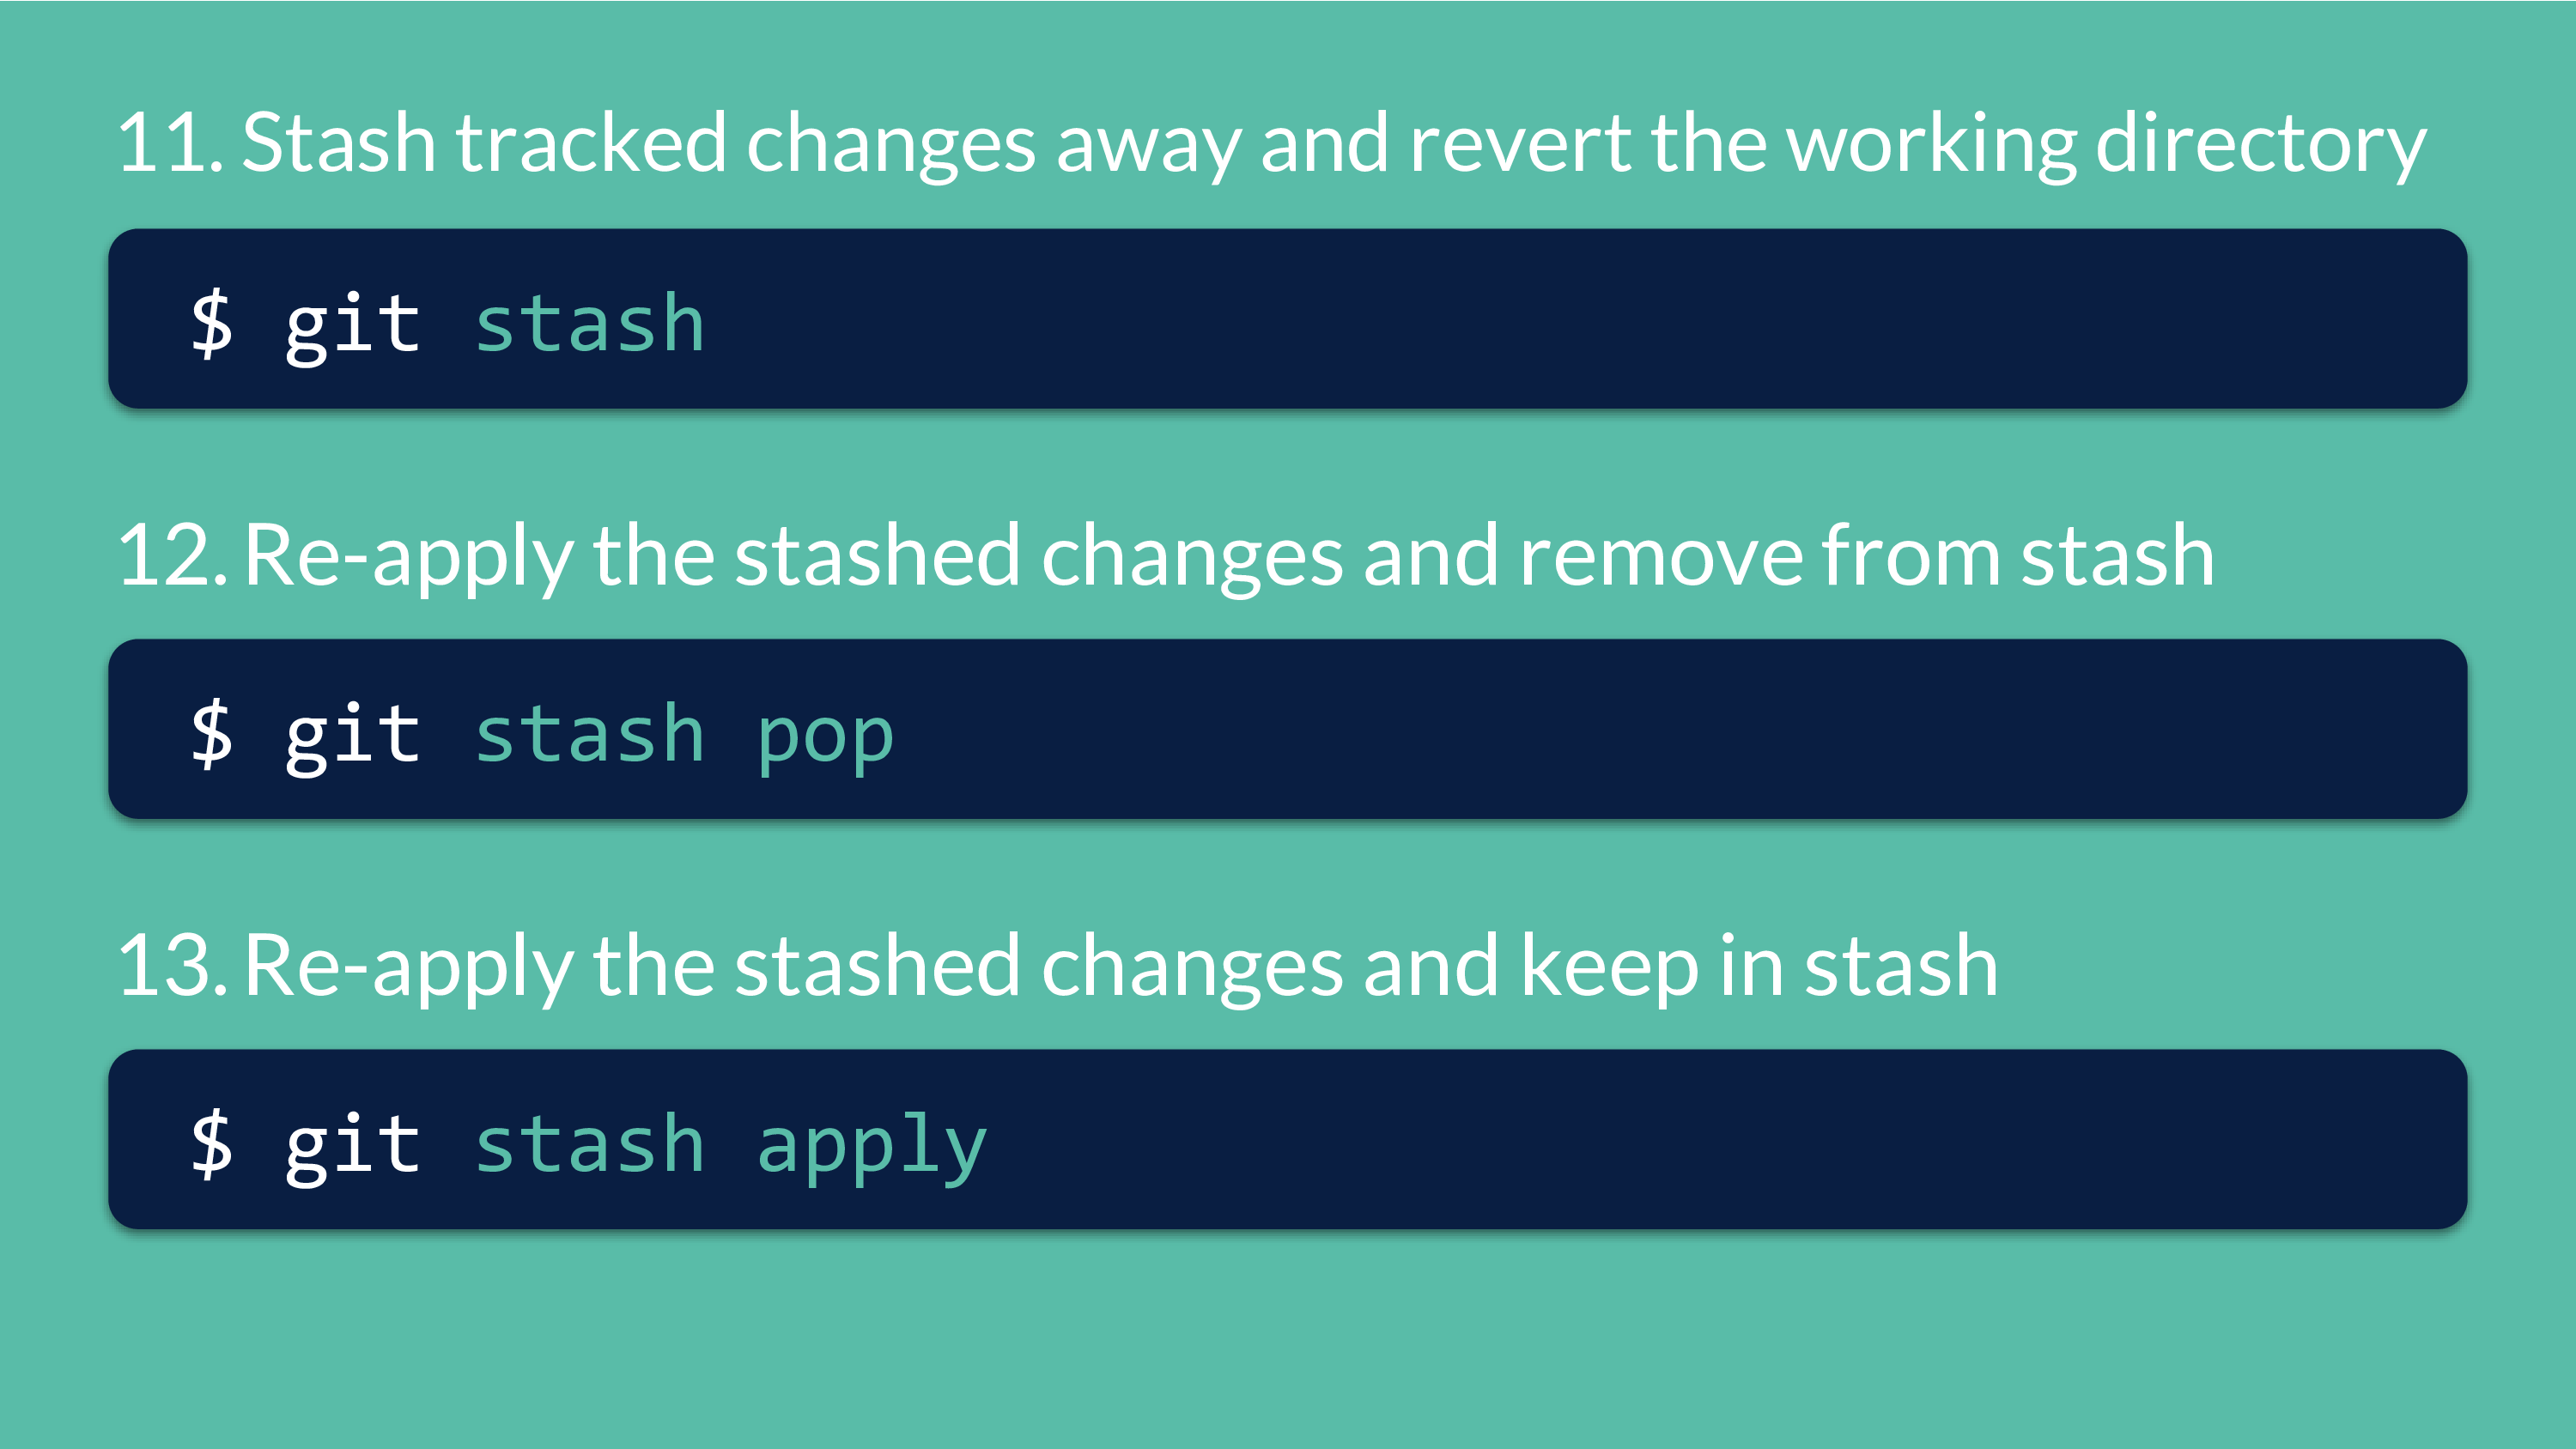 11. Stash tracked changes away and revert the working directory
$ git stash
12. Re-apply the stashed changes and remove from stash
$ git stash pop
13. Re-apply the stashed changes and keep in stash
$ git stash apply